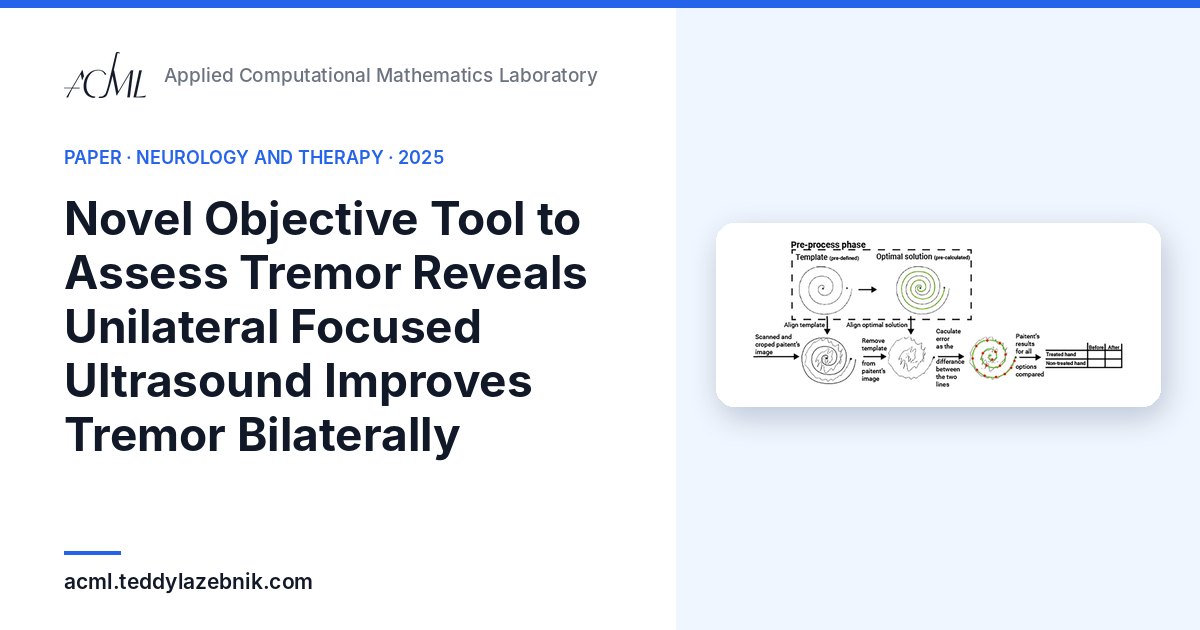 ACML
Applied Computational Mathematics Laboratory
PAPER · NEUROLOGY AND THERAPY · 2025
Novel Objective Tool to
Assess Tremor Reveals
Unilateral Focused
Ultrasound Improves
Tremor Bilaterally
acml.teddylazebnik.com
Pre-process phase
Template (pre-defined)
Optimal solution (pre-calculated)
Align template
Align optimal solution
Scanned and
croped paitent's
image
Remove
template
from
paitent's
image
Caculate
error
as the
differance
between
the two
lines
Paitent's
results
for all
options
compared
Before
After
Treated hand
Non-treated hand